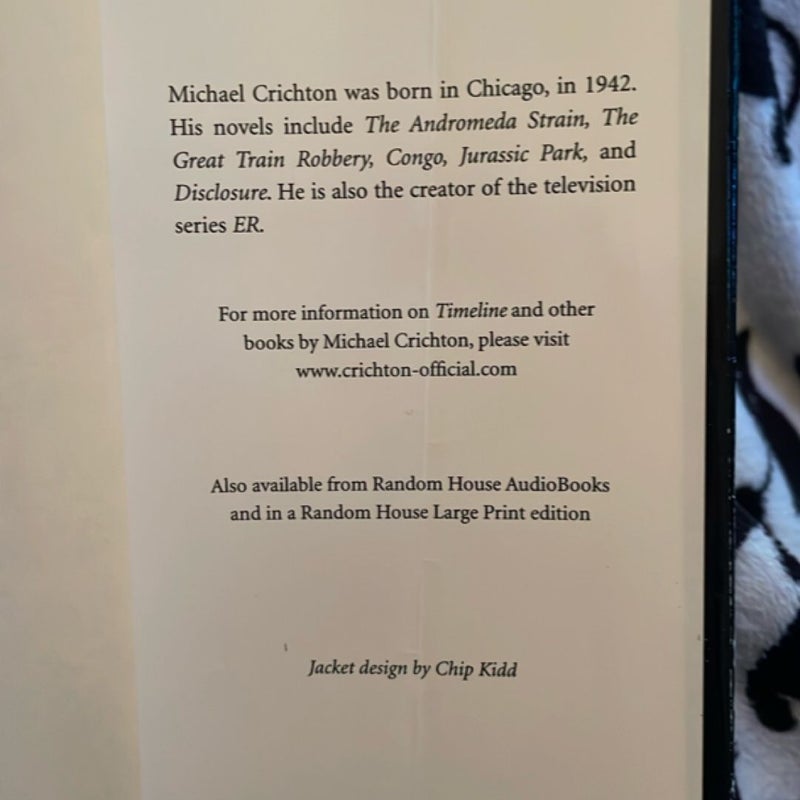 Michael Crichton was born in Chicago, in 1942.
His novels include The Andromeda Strain, The
Great Train Robbery, Congo, Jurassic Park, and
Disclosure. He is also the creator of the television
series ER.
For more information on Timeline and other
books by Michael Crichton, please visit
www.crichton-official.com
Also available from Random House AudioBooks
and in a Random House Large Print edition
Jacket design by Chip Kidd